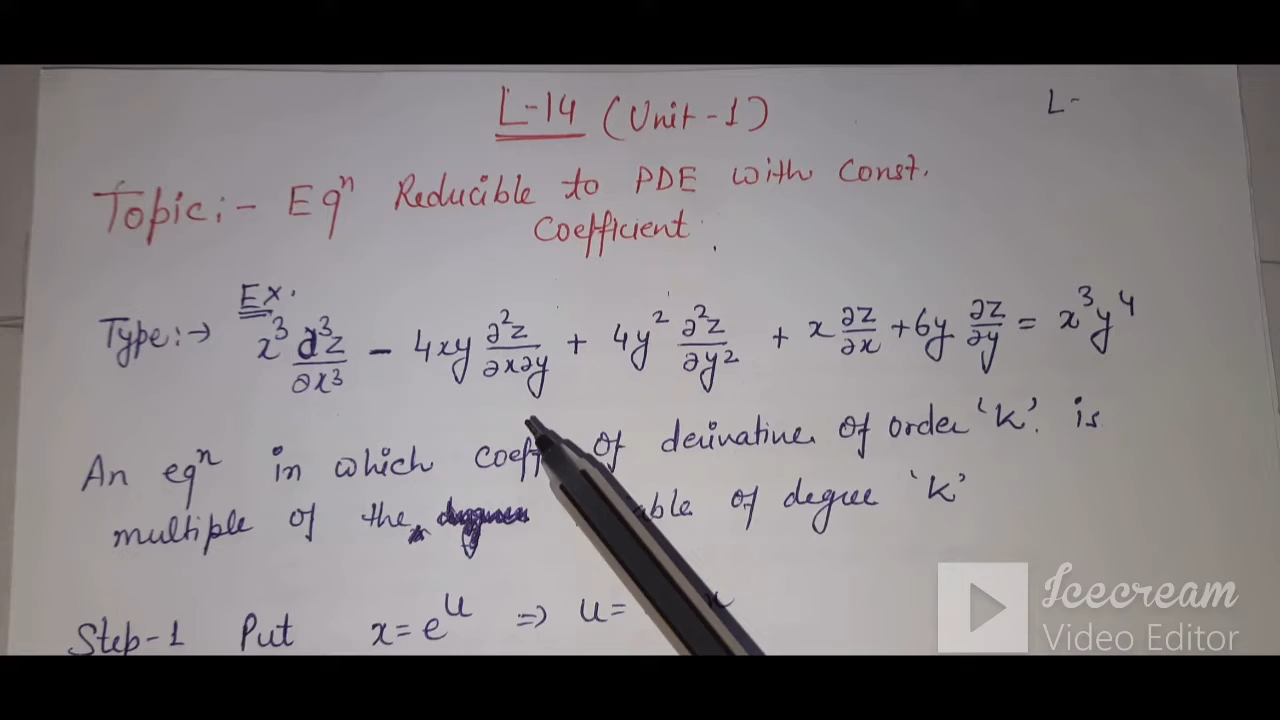 L-14 (Unit-1)
L-
Topic:- Eqⁿ Reducible to PDE with Const.
Coefficient.
Ex.
Type:-> x³ ∂³z/∂x³ - 4xy ∂²z/∂x∂y + 4y² ∂²z/∂y² + x ∂z/∂x + 6y ∂z/∂y = x³y⁴
An eqⁿ in which coeff of derivative of order 'K'. is
multiple of the of degree 'K'
Step-1 Put x=e^u => u=
Icecream
Video Editor